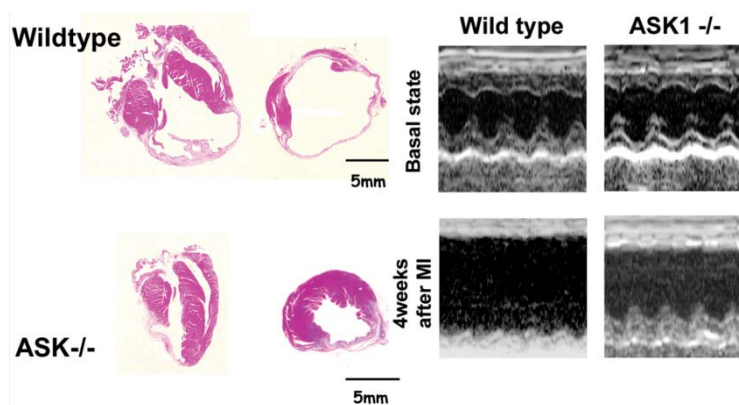 Wildtype
5mm
ASK-/-
5mm
Wild type
ASK1 -/-
Basal state
4weeks
after MI